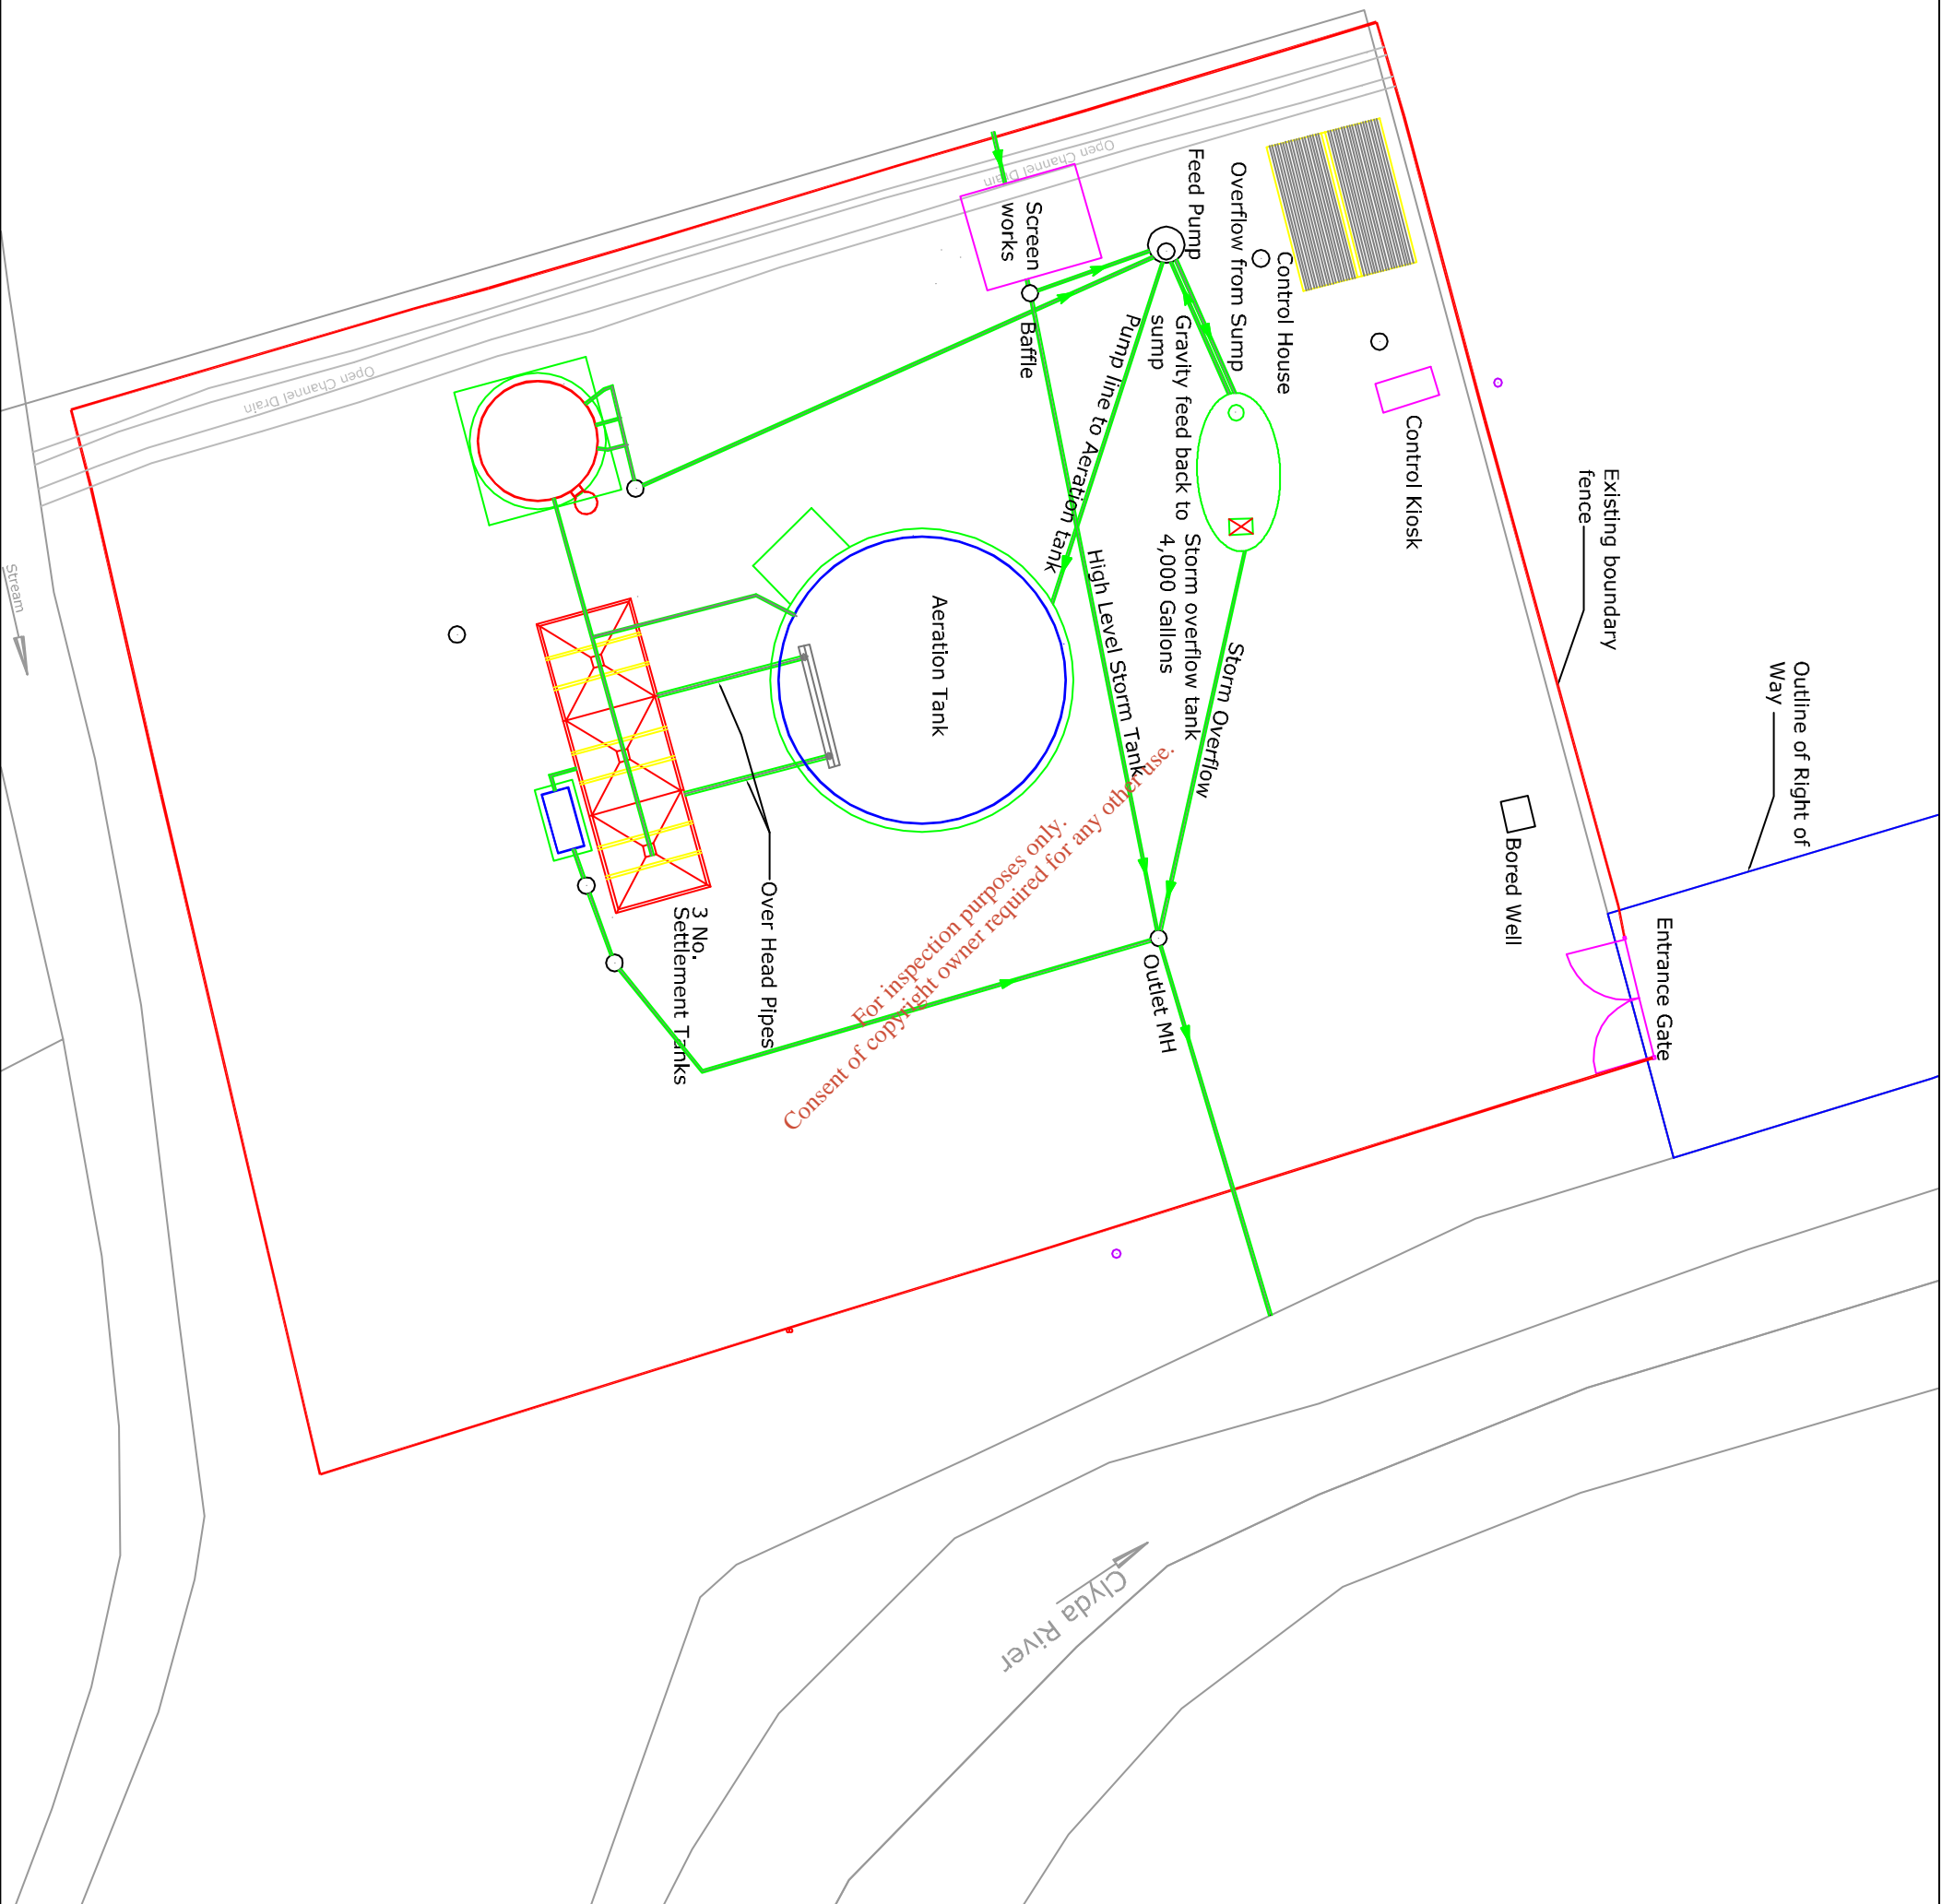 Open Channel Drain
Screen
works
Feed Pump
Overflow from Sump
Control House
Control Kiosk
Baffle
Gravity feed back to
sump
Pump line to Aeration tank
Open Channel Drain
Existing boundary
fence
Storm overflow tank
4,000 Gallons
High Level Storm Tank
Storm Overflow
Aeration Tank
Outline of Right of
Way
Stream
Bored Well
Over Head Pipes
3 No.
Settlement Tanks
Entrance Gate
Outlet MH
For inspection purposes only.
Consent of copyright owner required for any other use.
Clyda River